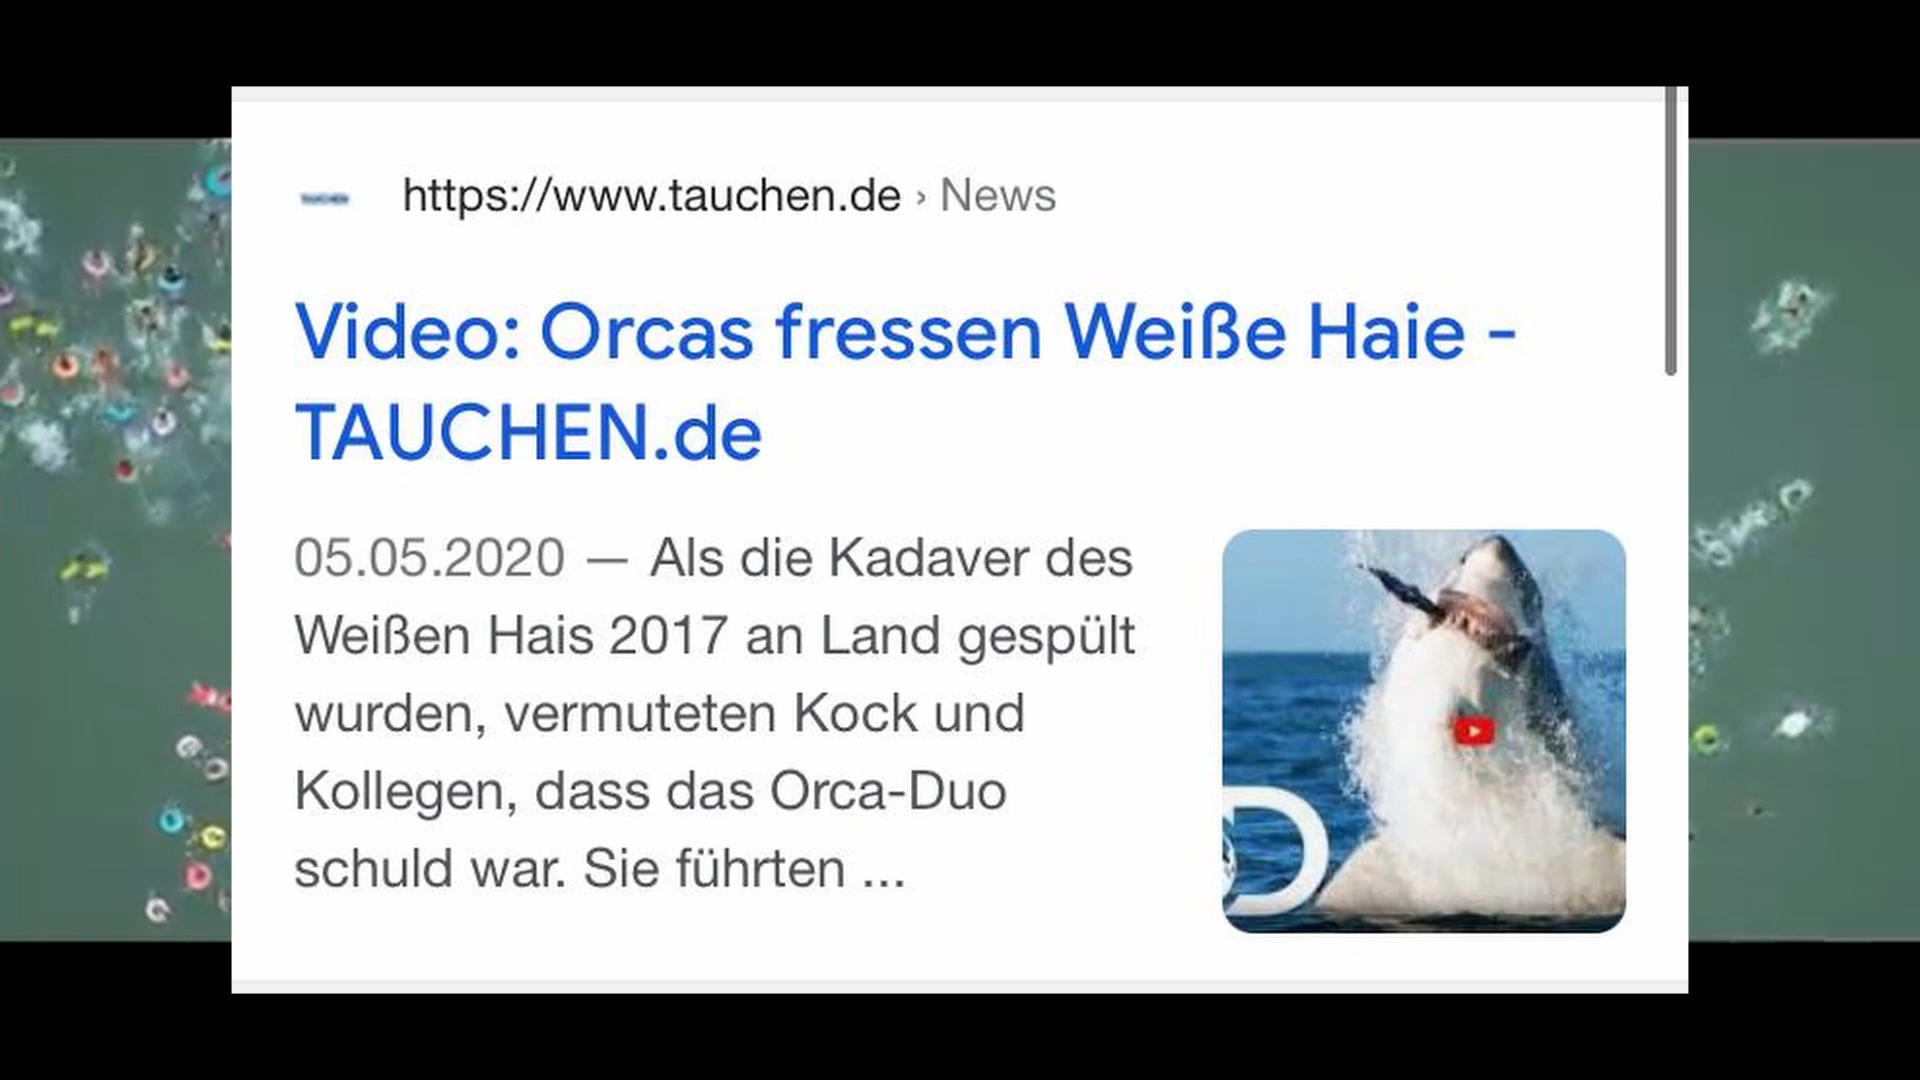 https://www.tauchen.de › News
Video: Orcas fressen Weiße Haie -
TAUCHEN.de
05.05.2020 — Als die Kadaver des
Weißen Hais 2017 an Land gespült
wurden, vermuteten Kock und
Kollegen, dass das Orca-Duo
schuld war. Sie führten ...